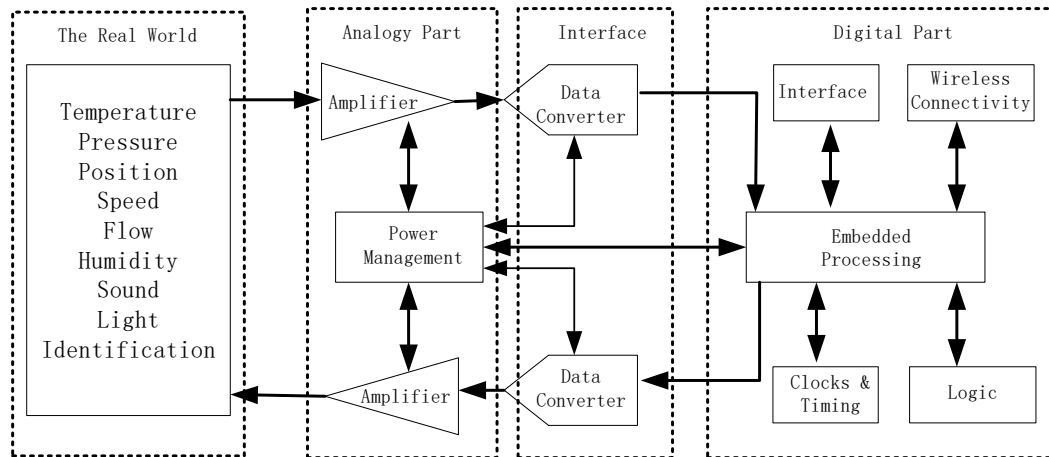 The Real World
Temperature
Pressure
Position
Speed
Flow
Humidity
Sound
Light
Identification
Analogy Part
Amplifier
Power
Management
Amplifier
Interface
Data
Converter
Data
Converter
Digital Part
Interface
Wireless
Connectivity
Embedded
Processing
Clocks &
Timing
Logic